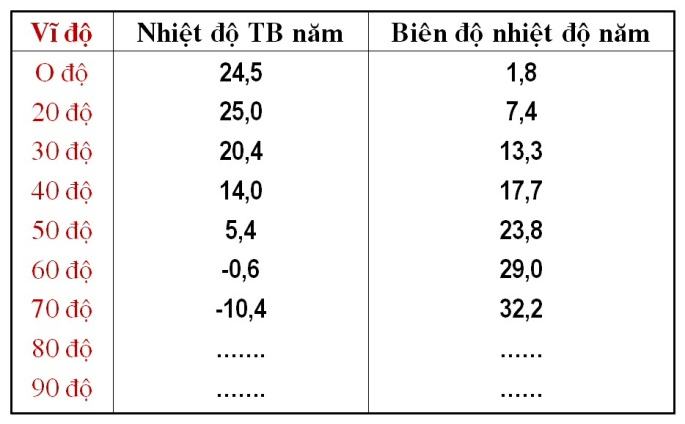 Vĩ độ Nhiệt độ TB năm Biên độ nhiệt độ năm
O độ 24,5 1,8
20 độ 25,0 7,4
30 độ 20,4 13,3
40 độ 14,0 17,7
50 độ 5,4 23,8
60 độ -0,6 29,0
70 độ -10,4 32,2
80 độ ....... ......
90 độ ....... ......